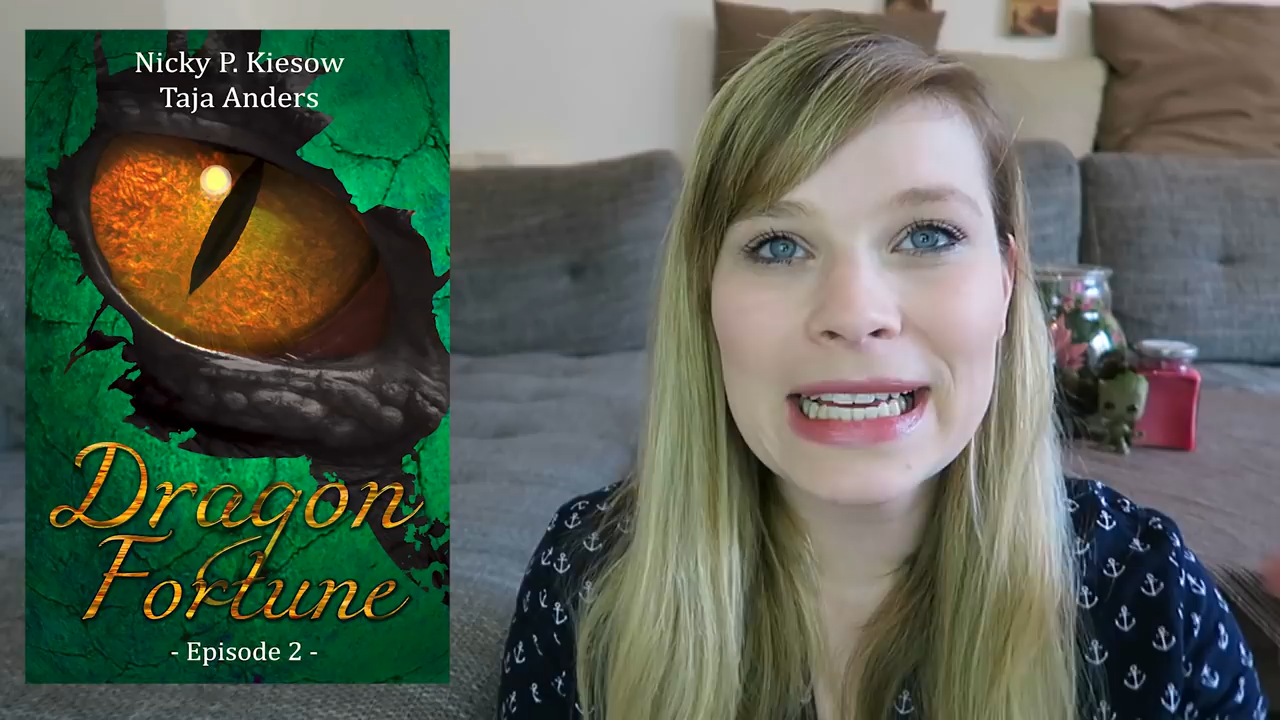 Nicky P. Kiesow
Taja Anders
Dragon
Fortune
- Episode 2 -